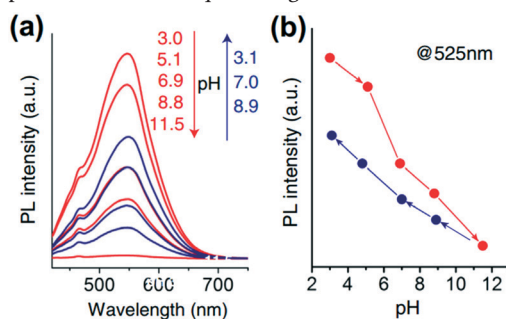 (a)
3.0
5.1
6.9
8.8
11.5
pH
3.1
7.0
8.9
PL intensity (a.u.)
500
600
700
Wavelength (nm)
(b)
@525nm
PL intensity (a.u.)
2
4
6
8
10
12
pH